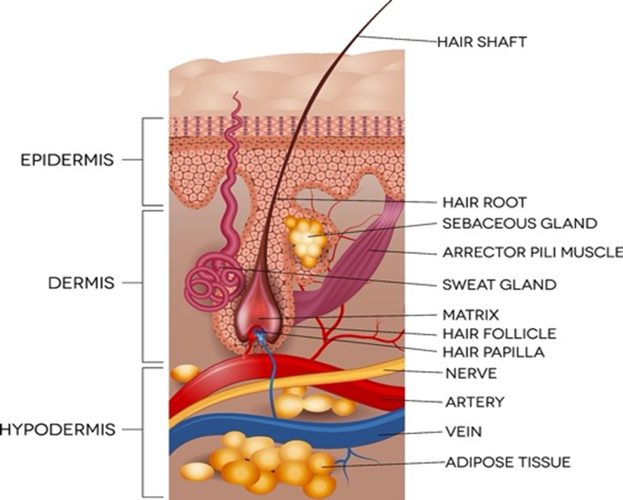 HAIR SHAFT
EPIDERMIS
HAIR ROOT
SEBACEOUS GLAND
ARRECTOR PILI MUSCLE
DERMIS
SWEAT GLAND
MATRIX
HAIR FOLLICLE
HAIR PAPILLA
NERVE
ARTERY
HYPODERMIS
VEIN
ADIPOSE TISSUE